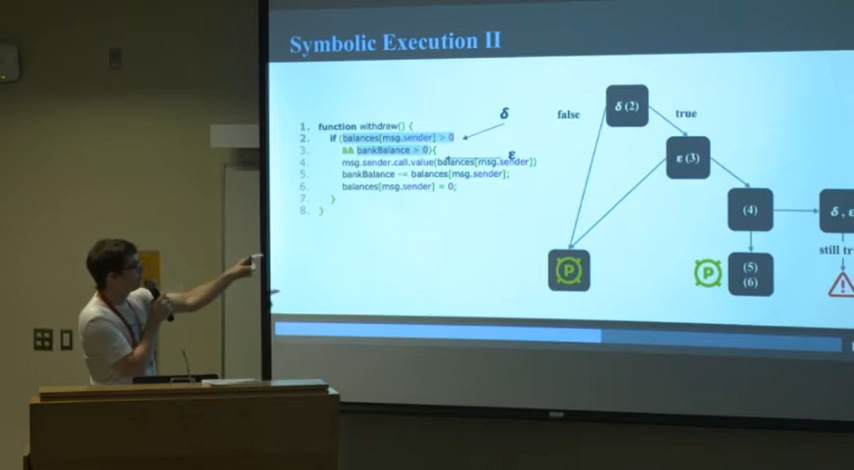 Symbolic Execution II
1. function withdraw() {
2. if (balances[msg.sender] > 0
3. && bankBalance > 0){
4. msg.sender.call.value(balances[msg.sender])
5. bankBalance -= balances[msg.sender];
6. balances[msg.sender] = 0;
7. }
8. }
δ
ε
false
δ (2)
true
ε (3)
(4)
δ , ε
still tr
P
P
(5)
(6)
!